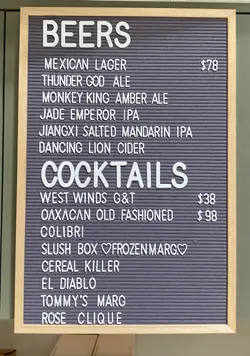 BEERS
MEXICAN LAGER $78
THUNDER GOD ALE
MONKEY KING AMBER ALE
JADE EMPEROR IPA
JIANGXI SALTED MANDARIN IPA
DANCING LION CIDER
COCKTAILS
WEST WINDS G&T $38
OAXACAN OLD FASHIONED $98
COLIBRI
SLUSH BOX ♡FROZEN MARG♡
CEREAL KILLER
EL DIABLO
TOMMY'S MARG
ROSE CLIQUE